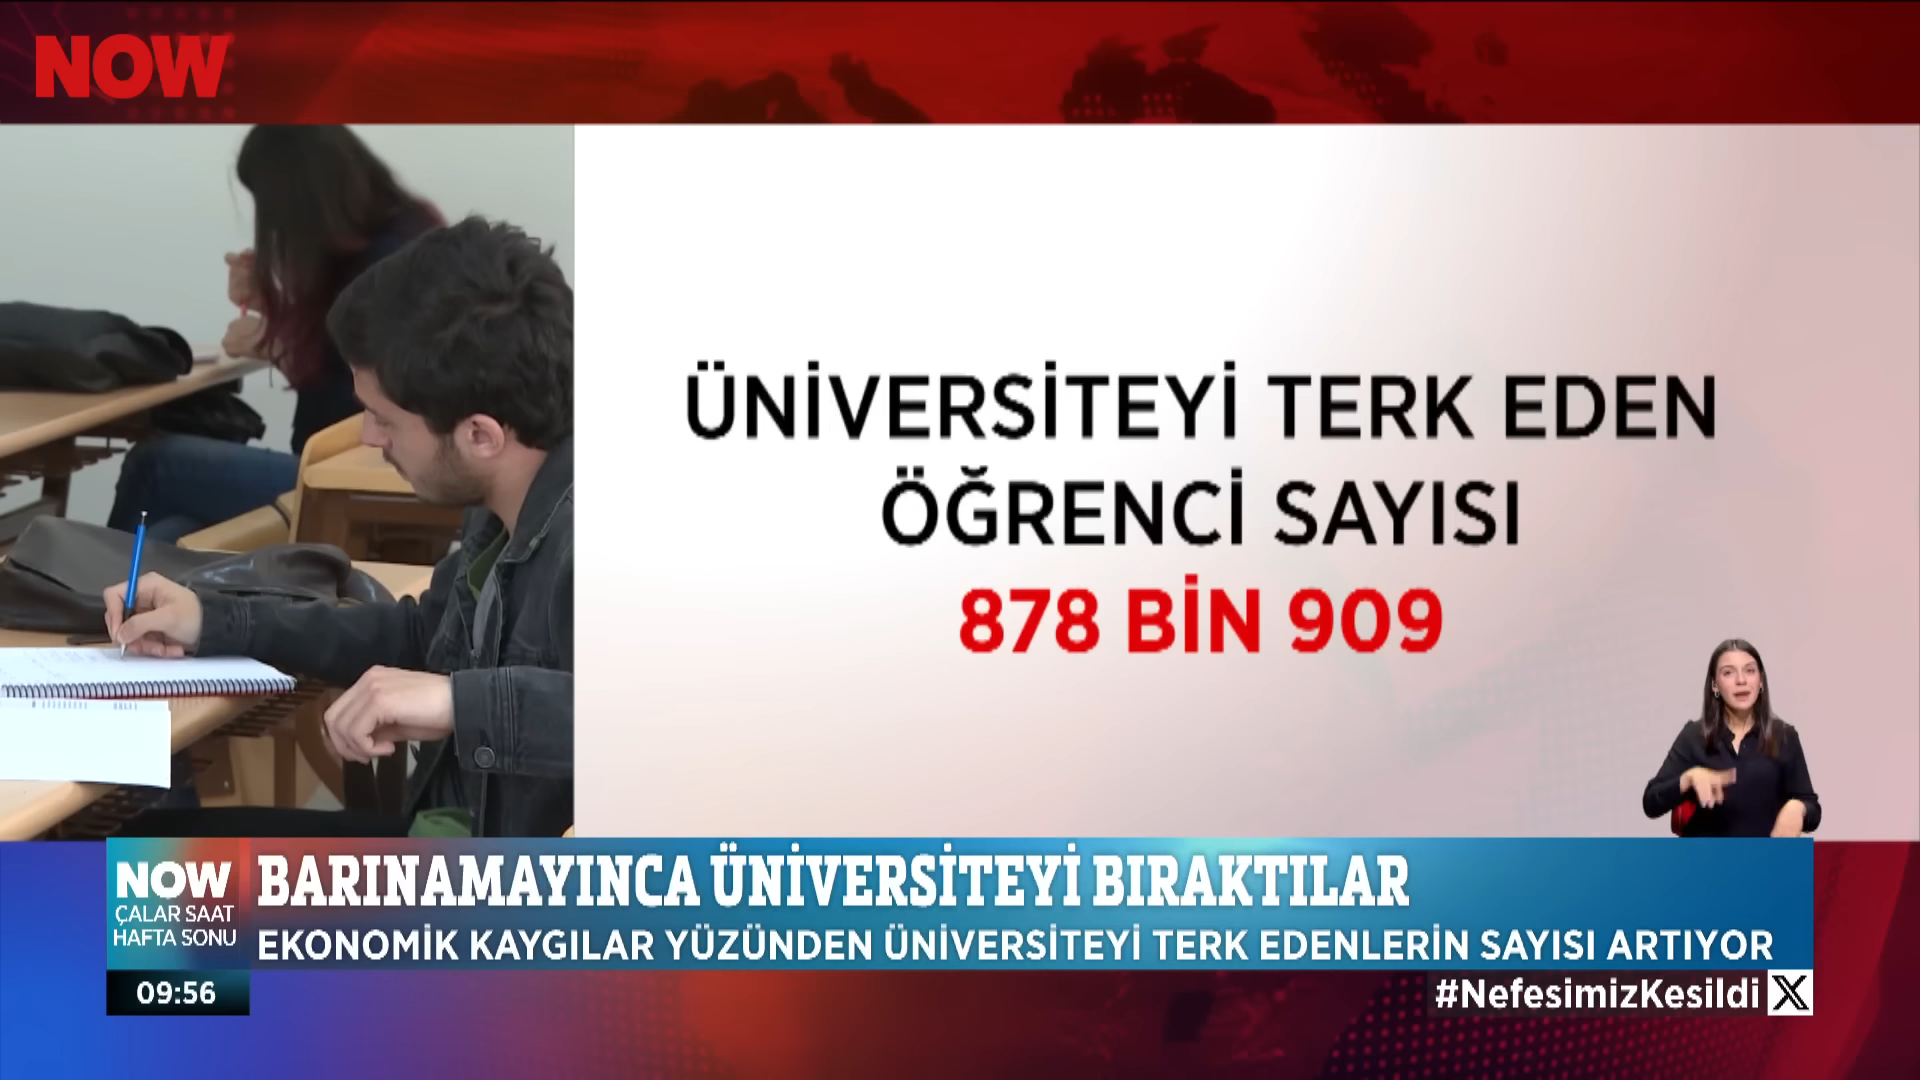 NOW
ÜNİVERSİTEYİ TERK EDEN
ÖĞRENCİ SAYISI
878 BİN 909
NOW
ÇALAR SAAT
HAFTA SONU
BARINAMAYINCA ÜNİVERSİTEYİ BIRAKTILAR
EKONOMİK KAYGILAR YÜZÜNDEN ÜNİVERSİTEYİ TERK EDENLERİN SAYISI ARTIYOR
09:56
#NefesimizKesildi X